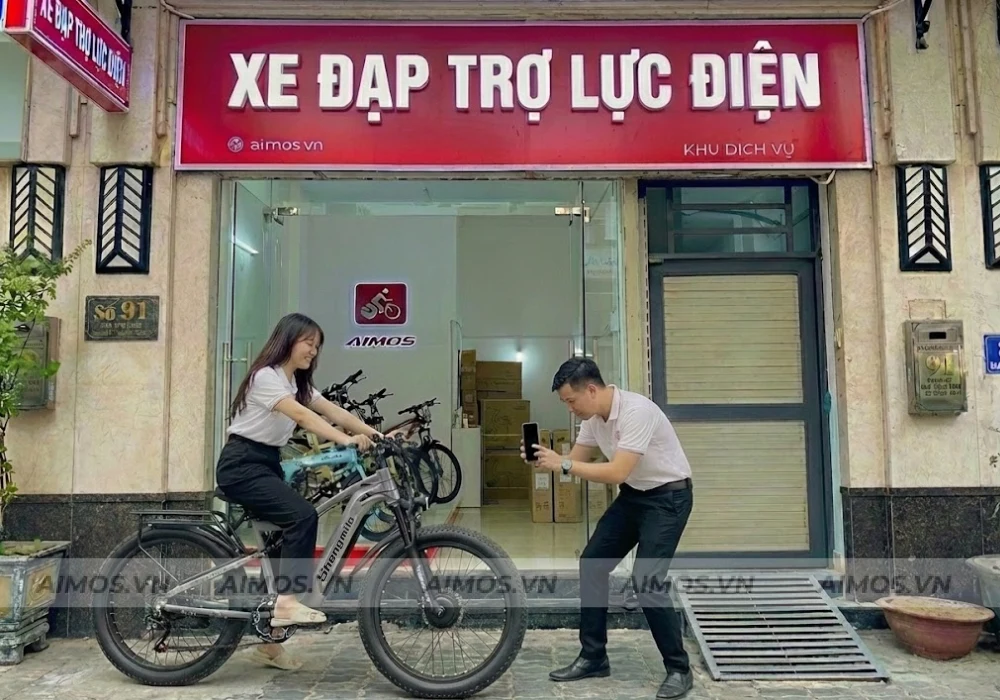 XE ĐẠP TRỢ LỰC ĐIỆN
XE ĐẠP TRỢ LỰC ĐIỆN
aimos.vn
KHU DỊCH VỤ
Số 91
AIMOS
91
Shengmilo
AIMOS.VN AIMOS.VN AIMOS.VN AIMOS.VN AIMOS.VN